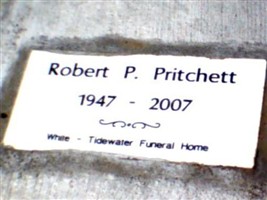 Robert P. Pritchett
1947 - 2007
White - Tidewater Funeral Home